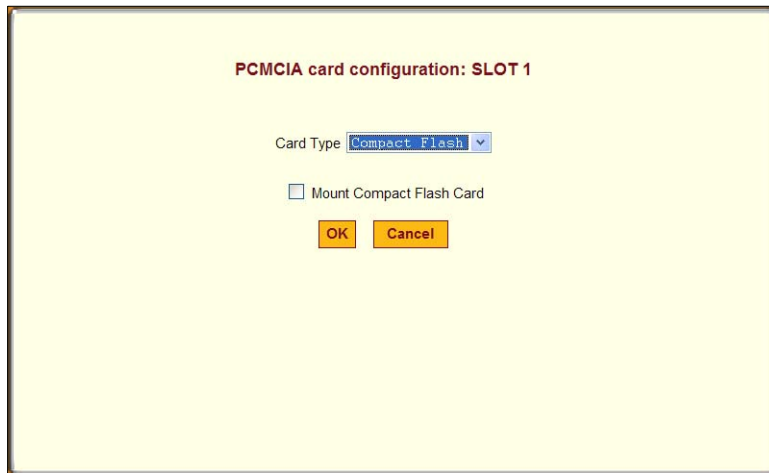 PCMCIA card configuration: SLOT 1
Card Type Compact Flash
Mount Compact Flash Card
OK Cancel